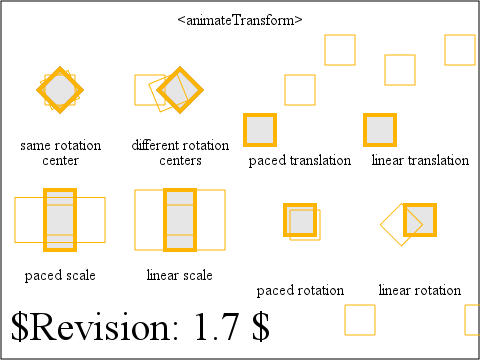 <animateTransform>
same rotation
center
different rotation
centers
paced translation
linear translation
paced scale
linear scale
paced rotation
linear rotation
$Revision: 1.7 $